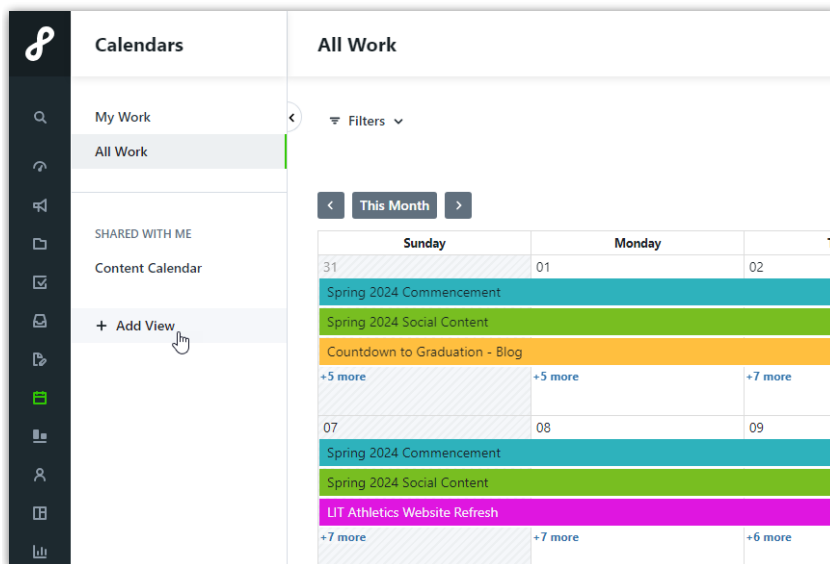 Calendars
All Work
My Work
All Work
SHARED WITH ME
Content Calendar
+ Add View
Filters
This Month
Sunday Monday T
31 01 02
Spring 2024 Commencement
Spring 2024 Social Content
Countdown to Graduation - Blog
+5 more +5 more +7 more
07 08 09
Spring 2024 Commencement
Spring 2024 Social Content
LIT Athletics Website Refresh
+7 more +7 more +6 more